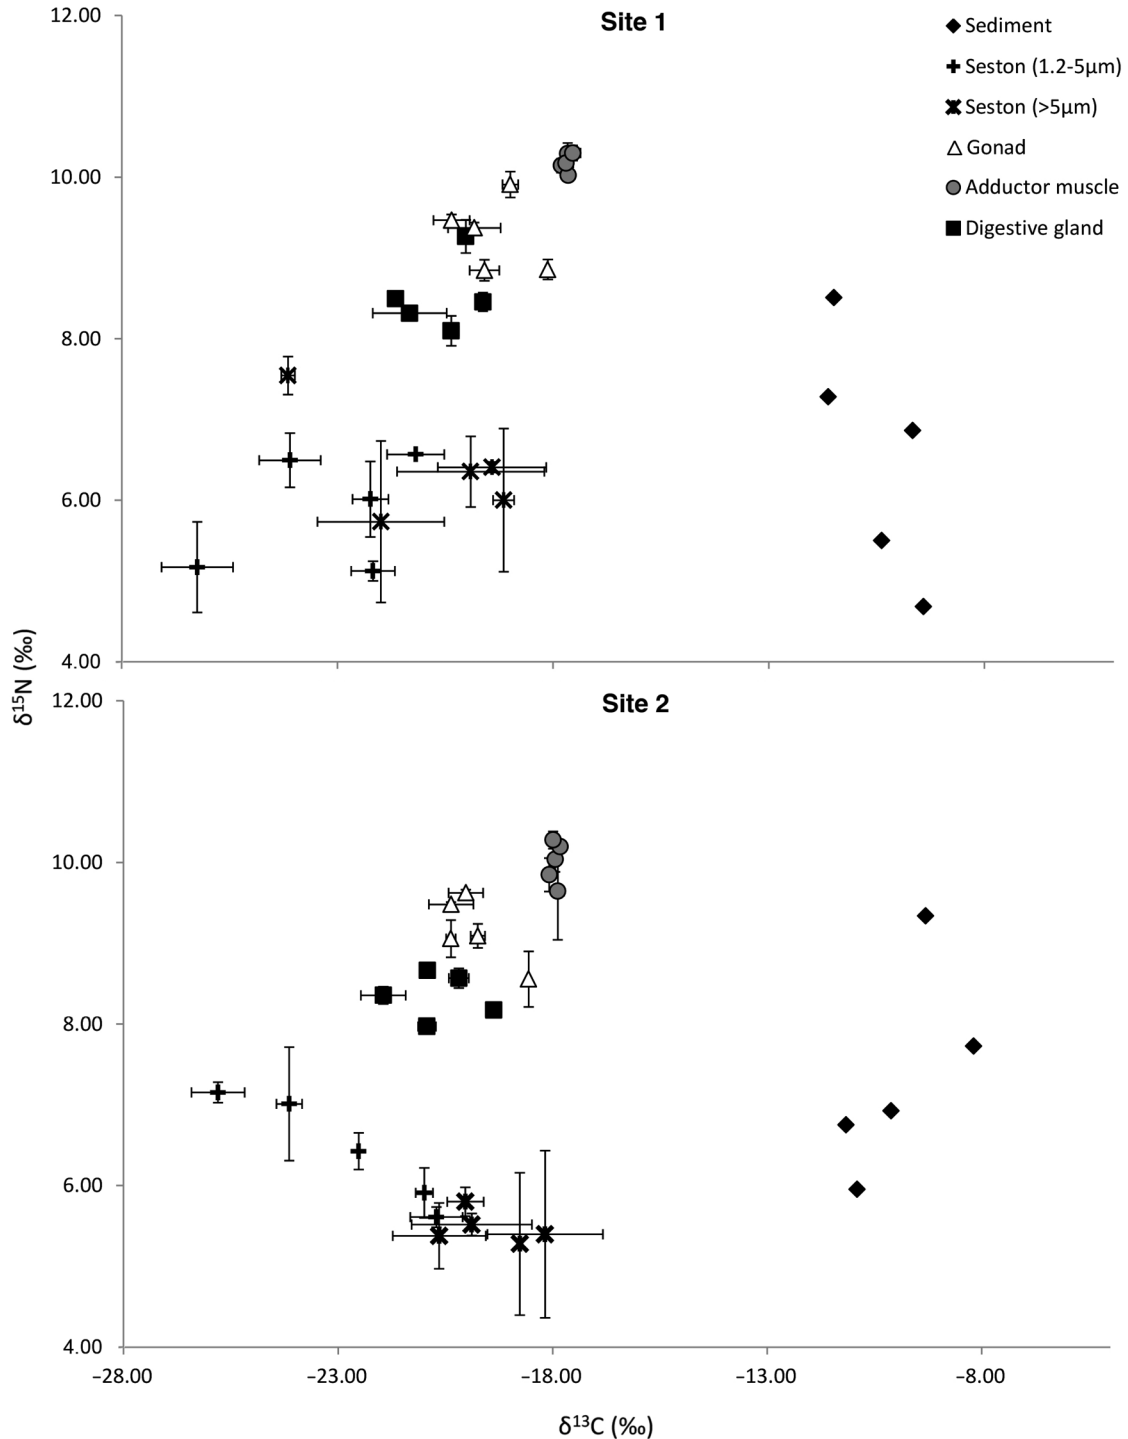 12.00
Site 1
Sediment
Seston (1.2-5µm)
Seston (>5µm)
Gonad
Adductor muscle
Digestive gland
10.00
8.00
6.00
4.00
δ¹⁵N (‰)
12.00
Site 2
10.00
8.00
6.00
4.00
−28.00 −23.00 −18.00 −13.00 −8.00
δ¹³C (‰)